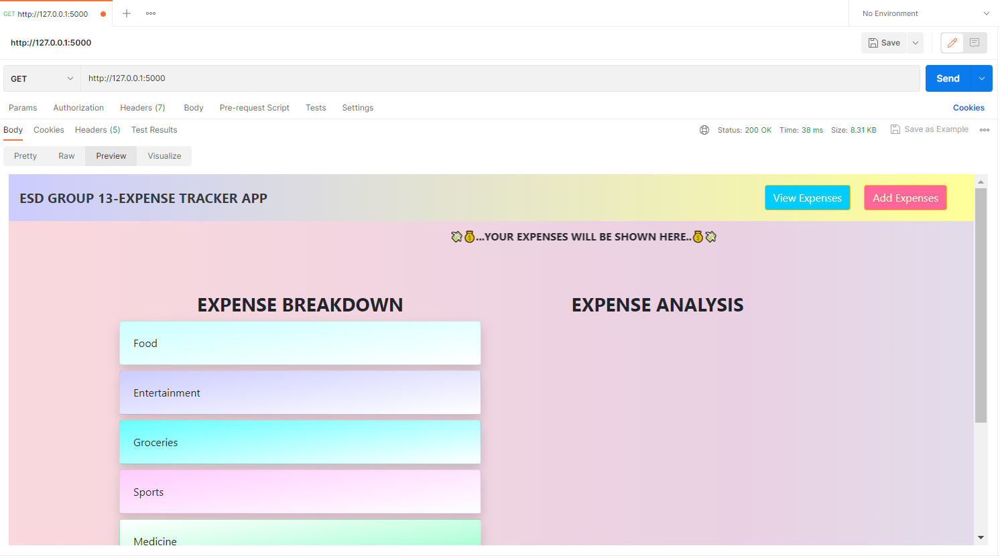 GET http://127.0.0.1:5000
No Environment
http://127.0.0.1:5000
Save
GET http://127.0.0.1:5000 Send
Params Authorization Headers (7) Body Pre-request Script Tests Settings Cookies
Body Cookies Headers (5) Test Results Status: 200 OK Time: 38 ms Size: 8.31 KB Save as Example
Pretty Raw Preview Visualize
ESD GROUP 13-EXPENSE TRACKER APP View Expenses Add Expenses
💸💰...YOUR EXPENSES WILL BE SHOWN HERE..💰💸
EXPENSE BREAKDOWN EXPENSE ANALYSIS
Food
Entertainment
Groceries
Sports
Medicine